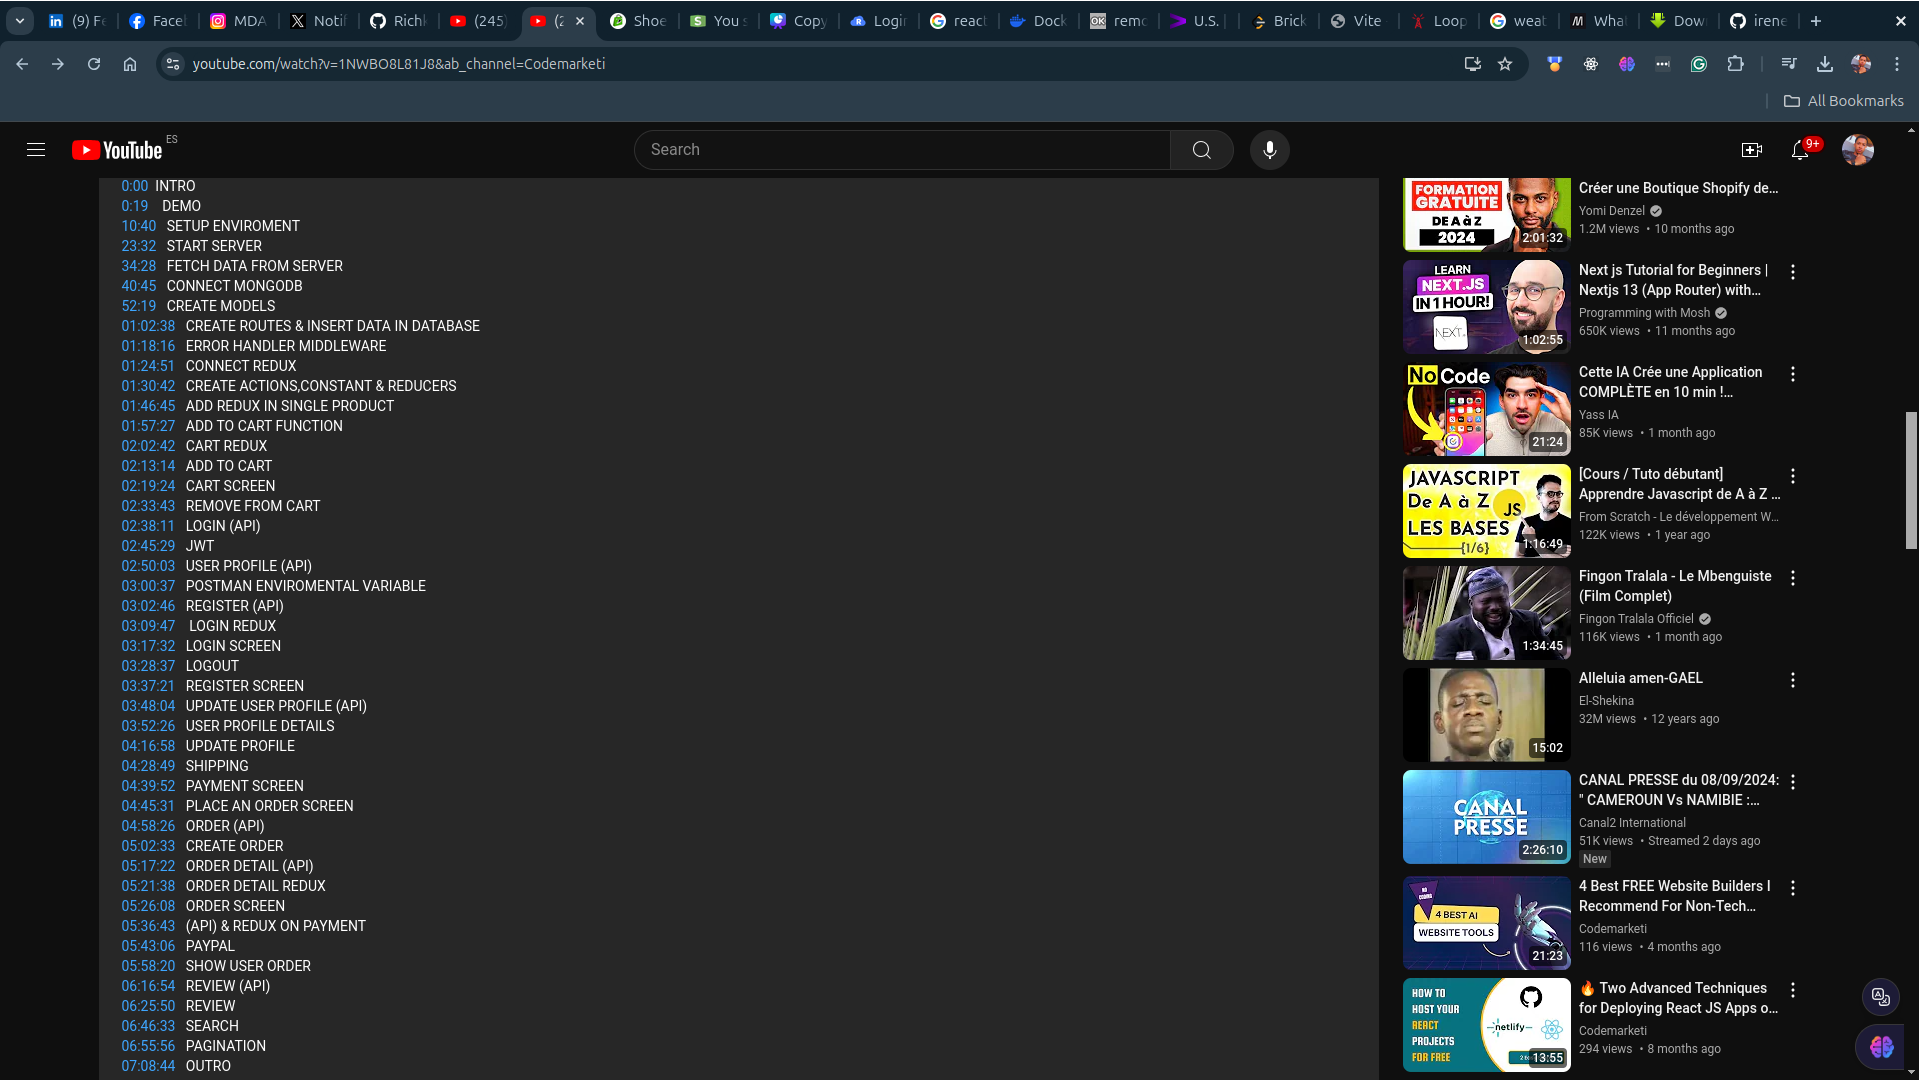 (9) Fe
Face
MDA
Notif
Richl
(245)
(2
Shoe
You s
Copy
Login
react
Dock
remo
U.S. |
Brick
Vite
Loop
weat
What
Dow
irene
youtube.com/watch?v=1NWBO8L81J8&ab_channel=Codemarketi
All Bookmarks
YouTube ES
Search
9+
0:00 INTRO
0:19 DEMO
10:40 SETUP ENVIROMENT
23:32 START SERVER
34:28 FETCH DATA FROM SERVER
40:45 CONNECT MONGODB
52:19 CREATE MODELS
01:02:38 CREATE ROUTES & INSERT DATA IN DATABASE
01:18:16 ERROR HANDLER MIDDLEWARE
01:24:51 CONNECT REDUX
01:30:42 CREATE ACTIONS,CONSTANT & REDUCERS
01:46:45 ADD REDUX IN SINGLE PRODUCT
01:57:27 ADD TO CART FUNCTION
02:02:42 CART REDUX
02:13:14 ADD TO CART
02:19:24 CART SCREEN
02:33:43 REMOVE FROM CART
02:38:11 LOGIN (API)
02:45:29 JWT
02:50:03 USER PROFILE (API)
03:00:37 POSTMAN ENVIROMENTAL VARIABLE
03:02:46 REGISTER (API)
03:09:47 LOGIN REDUX
03:17:32 LOGIN SCREEN
03:28:37 LOGOUT
03:37:21 REGISTER SCREEN
03:48:04 UPDATE USER PROFILE (API)
03:52:26 USER PROFILE DETAILS
04:16:58 UPDATE PROFILE
04:28:49 SHIPPING
04:39:52 PAYMENT SCREEN
04:45:31 PLACE AN ORDER SCREEN
04:58:26 ORDER (API)
05:02:33 CREATE ORDER
05:17:22 ORDER DETAIL (API)
05:21:38 ORDER DETAIL REDUX
05:26:08 ORDER SCREEN
05:36:43 (API) & REDUX ON PAYMENT
05:43:06 PAYPAL
05:58:20 SHOW USER ORDER
06:16:54 REVIEW (API)
06:25:50 REVIEW
06:46:33 SEARCH
06:55:56 PAGINATION
07:08:44 OUTRO
FORMATION
GRATUITE
DE A à Z
2024
2:01:32
Créer une Boutique Shopify de…
Yomi Denzel
1.2M views • 10 months ago
LEARN
NEXT.JS
IN 1 HOUR!
NEXT.JS
1:02:55
Next js Tutorial for Beginners |
Nextjs 13 (App Router) with…
Programming with Mosh
650K views • 11 months ago
No Code
21:24
Cette IA Crée une Application
COMPLÈTE en 10 min !…
Yass IA
85K views • 1 month ago
JAVASCRIPT
De A à Z
JS
LES BASES
{1/6}
1:16:49
[Cours / Tuto débutant]
Apprendre Javascript de A à Z …
From Scratch - Le développement W…
122K views • 1 year ago
1:34:45
Fingon Tralala - Le Mbenguiste
(Film Complet)
Fingon Tralala Officiel
116K views • 1 month ago
15:02
Alleluia amen-GAEL
El-Shekina
32M views • 12 years ago
CANAL
PRESSE
2:26:10
CANAL PRESSE du 08/09/2024:
" CAMEROUN Vs NAMIBIE :…
Canal2 International
51K views • Streamed 2 days ago
New
4 BEST AI
WEBSITE TOOLS
21:23
4 Best FREE Website Builders I
Recommend For Non-Tech…
Codemarketi
116 views • 4 months ago
HOW TO
HOST YOUR
REACT
PROJECTS
FOR FREE
netlify
13:55
🔥 Two Advanced Techniques
for Deploying React JS Apps o…
Codemarketi
294 views • 8 months ago